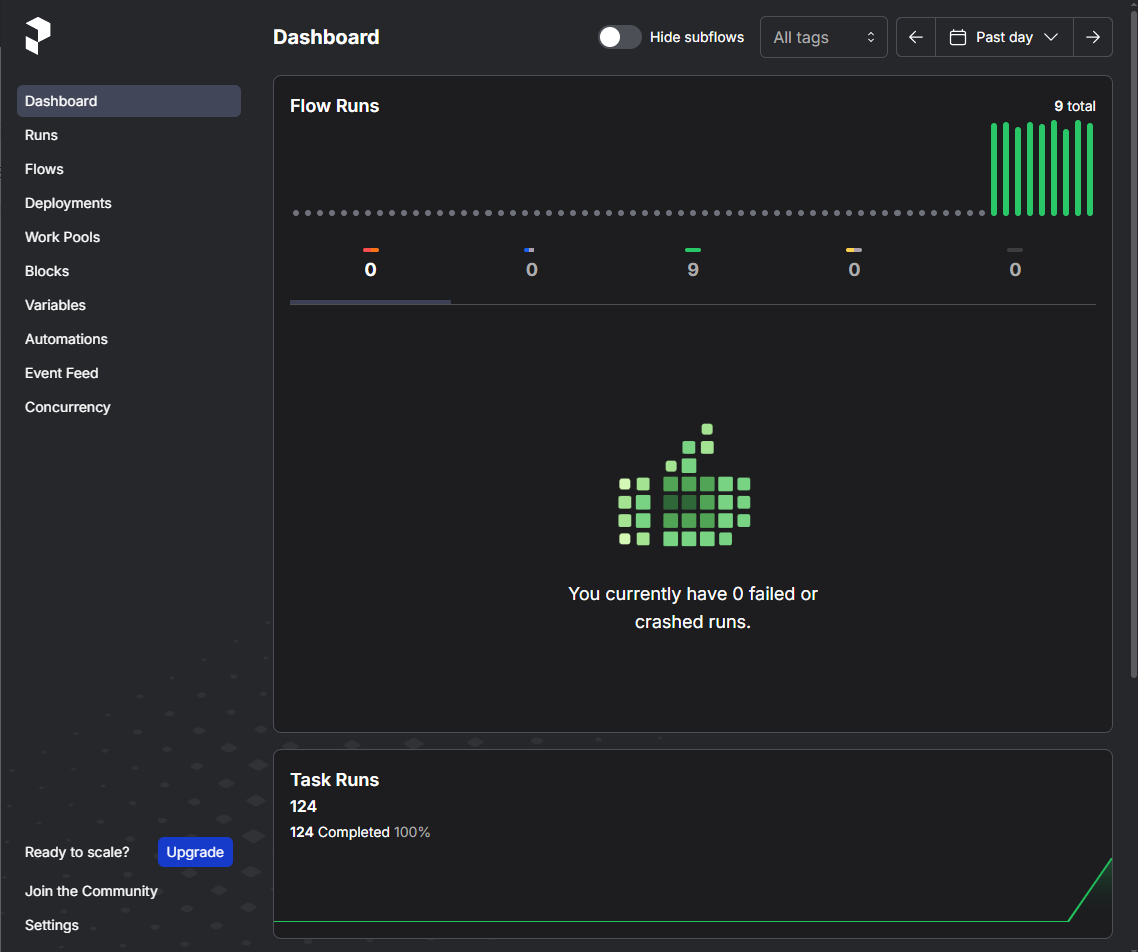 Dashboard
Hide subflows
All tags
Past day
Dashboard
Runs
Flows
Deployments
Work Pools
Blocks
Variables
Automations
Event Feed
Concurrency
Ready to scale?
Upgrade
Join the Community
Settings
Flow Runs
9 total
0
0
9
0
0
You currently have 0 failed or
crashed runs.
Task Runs
124
124 Completed 100%